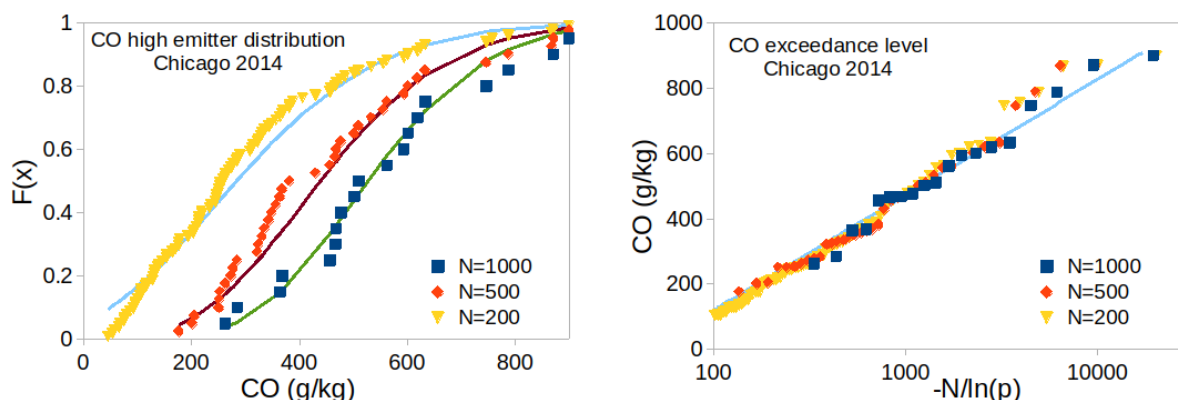 CO high emitter distribution
Chicago 2014
F(x)
1
0.8
0.6
0.4
0.2
0
N=1000
N=500
N=200
0 200 400 600 800
CO (g/kg)
CO exceedance level
Chicago 2014
CO (g/kg)
1000
800
600
400
200
0
N=1000
N=500
N=200
100 1000 10000
-N/ln(p)